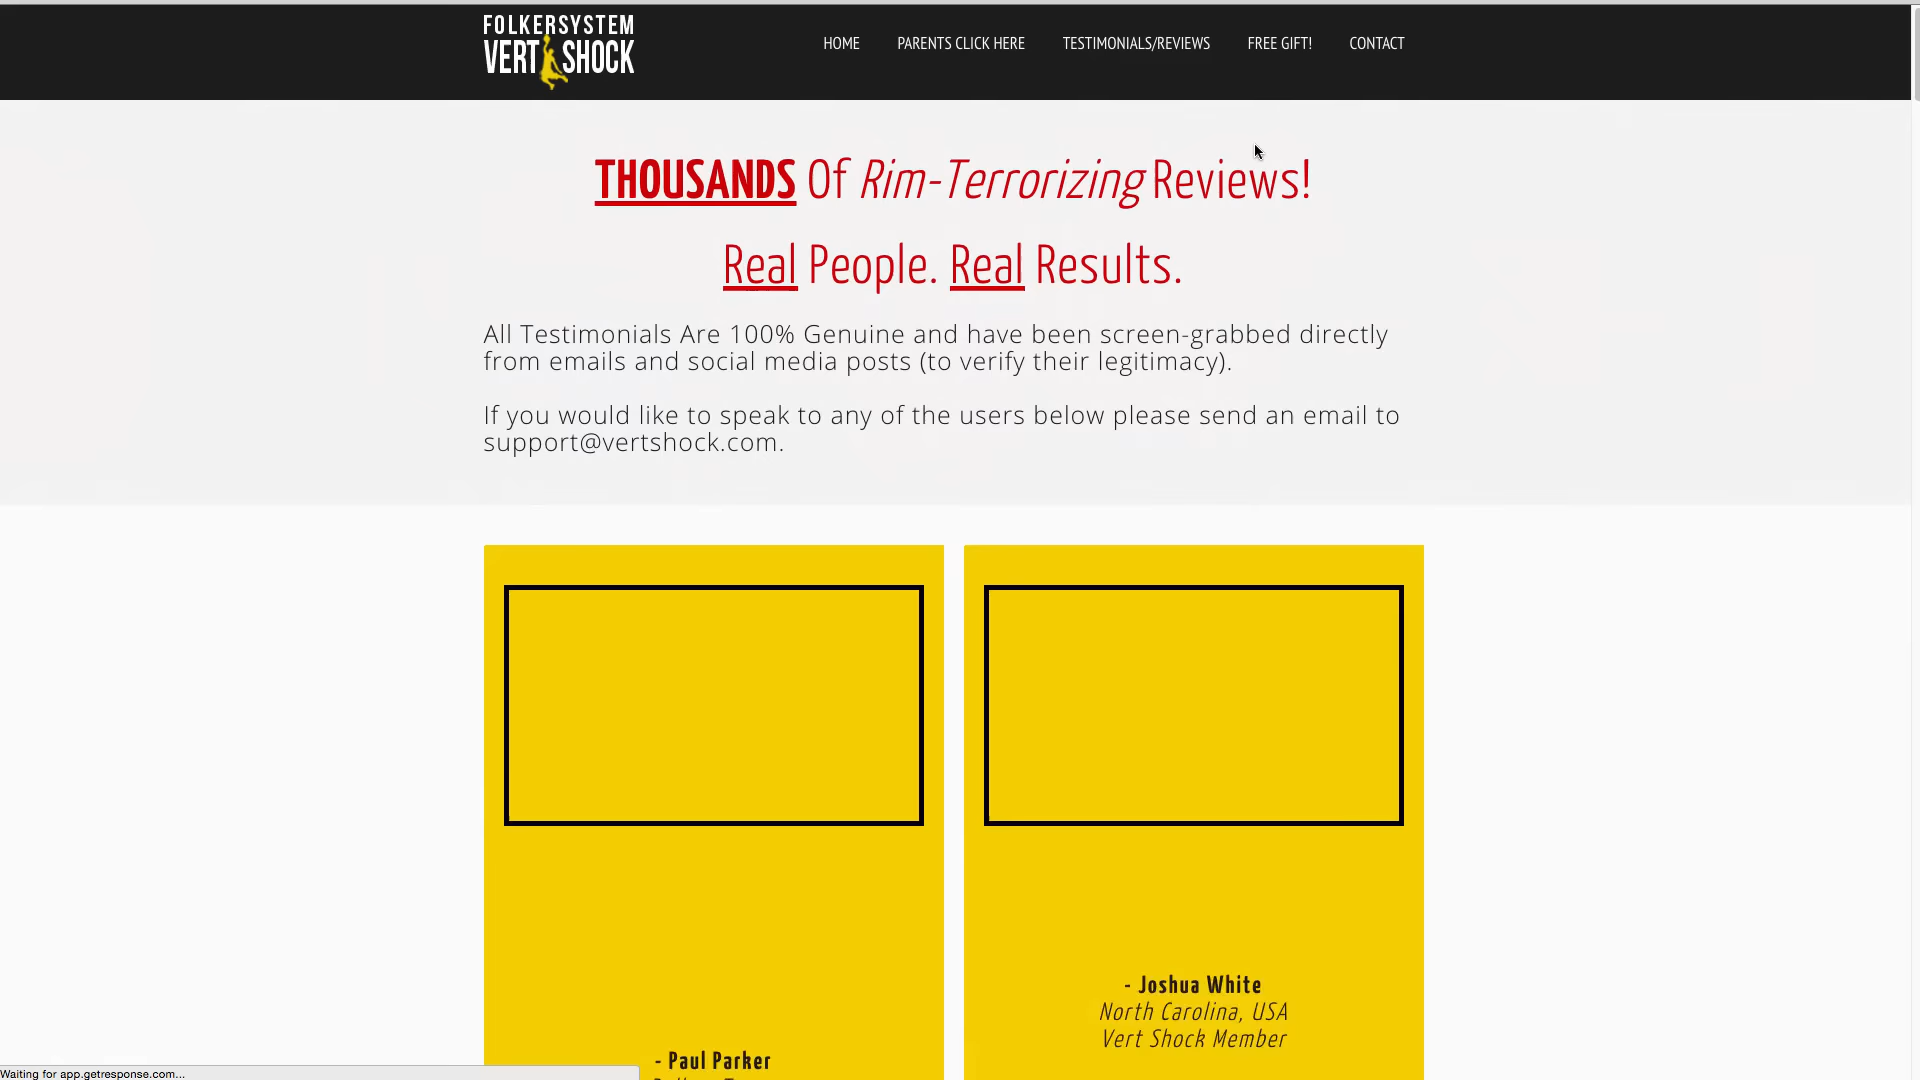 FOLKERSYSTEM
VERT SHOCK
HOME PARENTS CLICK HERE TESTIMONIALS/REVIEWS FREE GIFT! CONTACT
THOUSANDS Of Rim-Terrorizing Reviews!
Real People. Real Results.
All Testimonials Are 100% Genuine and have been screen-grabbed directly
from emails and social media posts (to verify their legitimacy).
If you would like to speak to any of the users below please send an email to
support@vertshock.com.
- Joshua White
North Carolina, USA
Vert Shock Member
- Paul Parker
Waiting for app.getresponse.com...